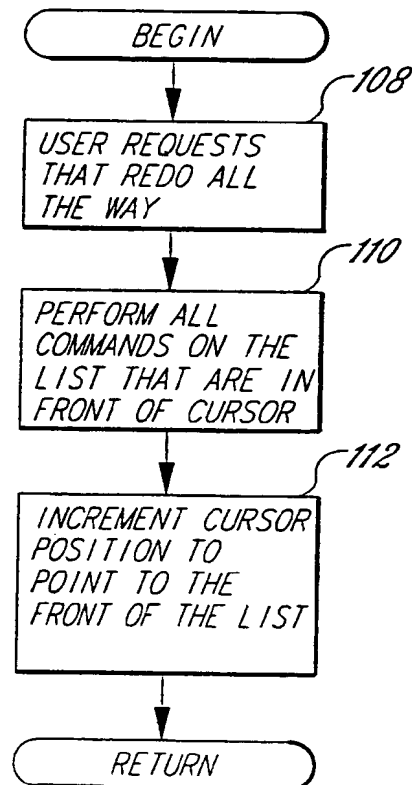 BEGIN
108
USER REQUESTS
THAT REDO ALL
THE WAY
110
PERFORM ALL
COMMANDS ON THE
LIST THAT ARE IN
FRONT OF CURSOR
112
INCREMENT CURSOR
POSITION TO
POINT TO THE
FRONT OF THE LIST
RETURN